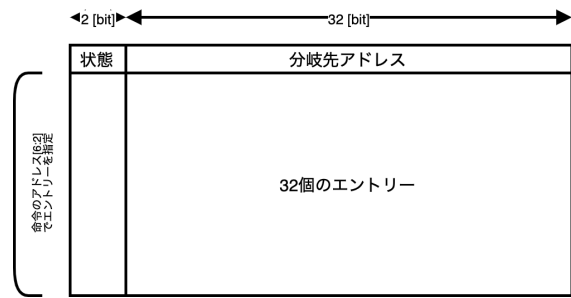 2 [bit]
32 [bit]
状態
分岐先アドレス
命令のアドレス[6:2]
でエントリーを指定
32個のエントリー